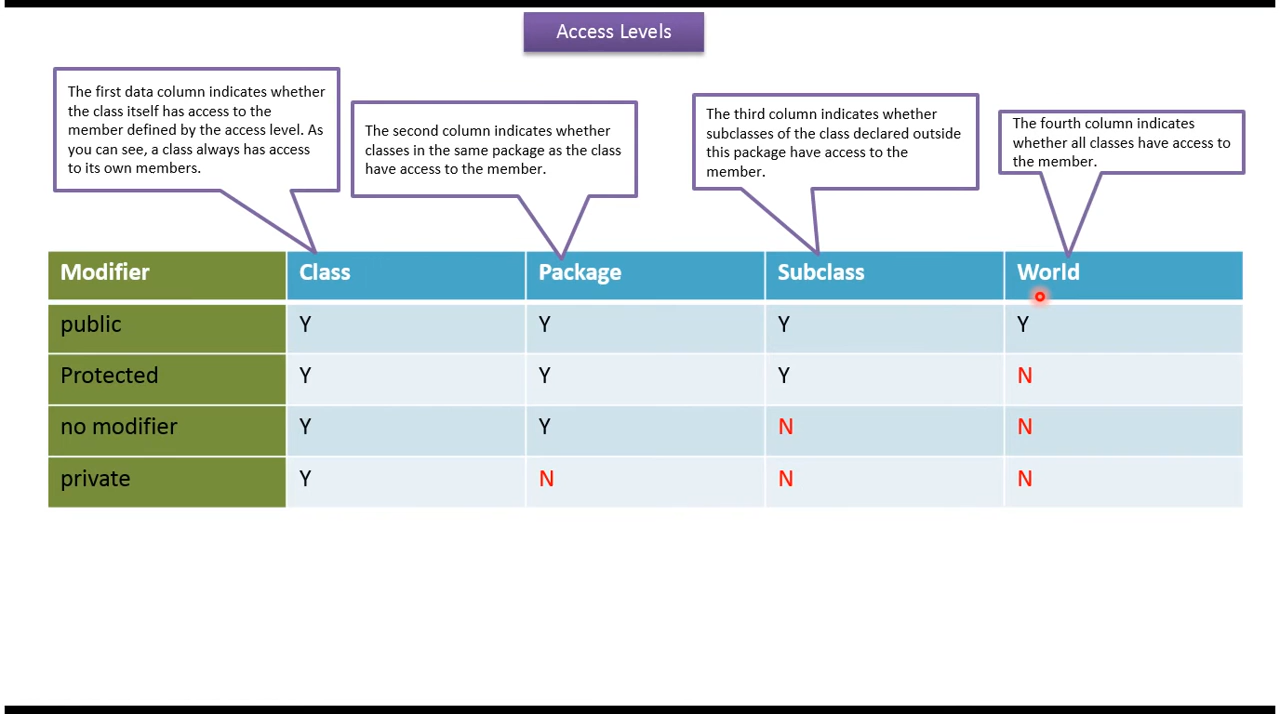 Access Levels
The first data column indicates whether
the class itself has access to the
member defined by the access level. As
you can see, a class always has access
to its own members.
The second column indicates whether
classes in the same package as the class
have access to the member.
The third column indicates whether
subclasses of the class declared outside
this package have access to the
member.
The fourth column indicates
whether all classes have access to
the member.
Modifier Class Package Subclass World
public Y Y Y Y
Protected Y Y Y N
no modifier Y Y N N
private Y N N N